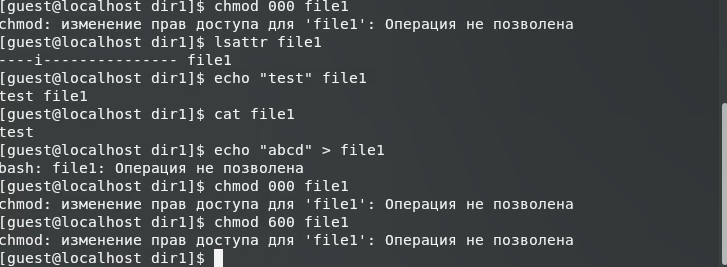 [guest@localhost dir1]$ chmod 000 file1
chmod: изменение прав доступа для 'file1': Операция не позволена
[guest@localhost dir1]$ lsattr file1
----i--------------- file1
[guest@localhost dir1]$ echo "test" file1
test file1
[guest@localhost dir1]$ cat file1
test
[guest@localhost dir1]$ echo "abcd" > file1
bash: file1: Операция не позволена
[guest@localhost dir1]$ chmod 000 file1
chmod: изменение прав доступа для 'file1': Операция не позволена
[guest@localhost dir1]$ chmod 600 file1
chmod: изменение прав доступа для 'file1': Операция не позволена
[guest@localhost dir1]$